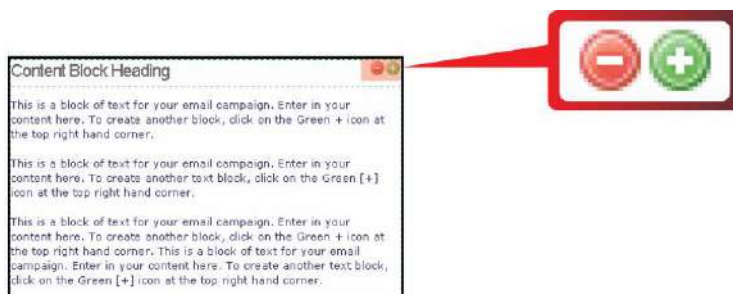 Content Block Heading
This is a block of text for your email campaign. Enter in your
content here. To create another block, click on the Green + icon at
the top right hand corner.
This is a block of text for your email campaign. Enter in your
content here. To create another text block, click on the Green [+]
icon at the top right hand corner.
This is a block of text for your email campaign. Enter in your
content here. To create another block, click on the Green + icon at
the top right hand corner. This is a block of text for your email
campaign. Enter in your content here. To create another text block,
click on the Green [+] icon at the top right hand corner.